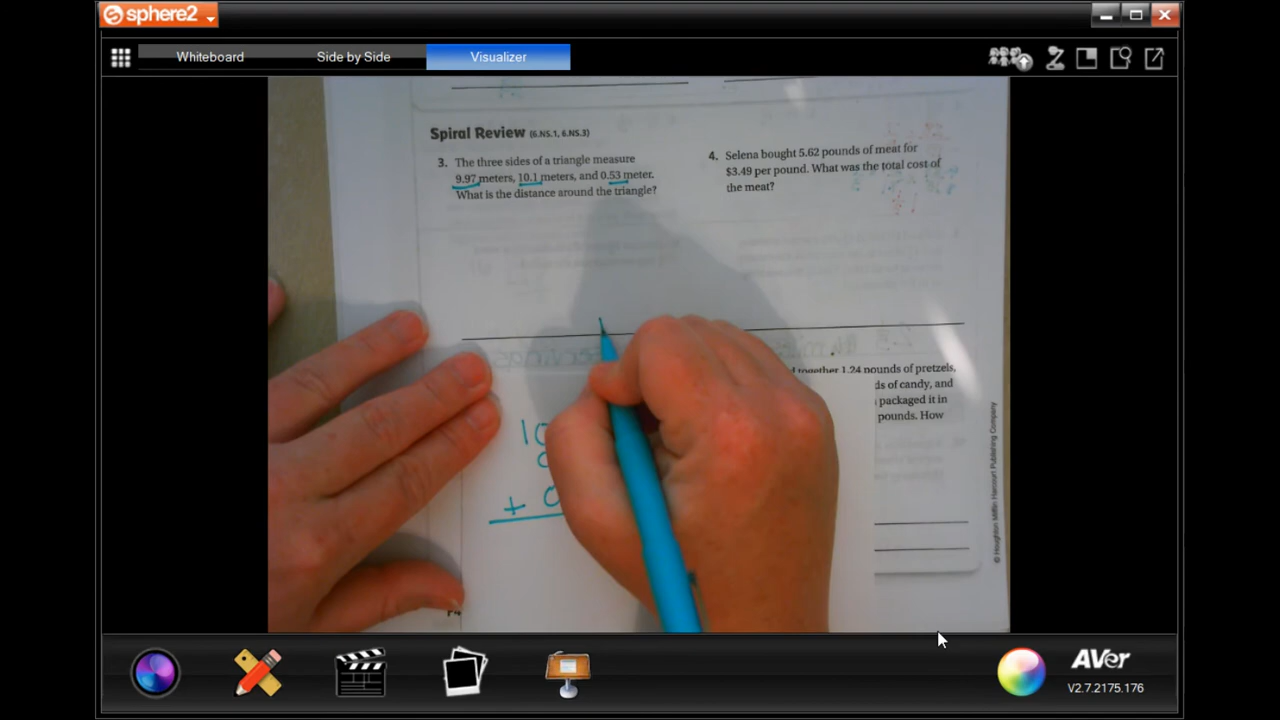 sphere2
Whiteboard
Side by Side
Visualizer
Spiral Review (6.NS.1, 6.NS.3)
3. The three sides of a triangle measure
9.97 meters, 10.1 meters, and 0.53 meter.
What is the distance around the triangle?
4. Selena bought 5.62 pounds of meat for
$3.49 per pound. What was the total cost of
the meat?
together 1.24 pounds of pretzels,
ds of candy, and
packaged it in
pounds. How
10
+ 0
© Houghton Mifflin Harcourt Publishing Company
P4
AVer
V2.7.2175.176